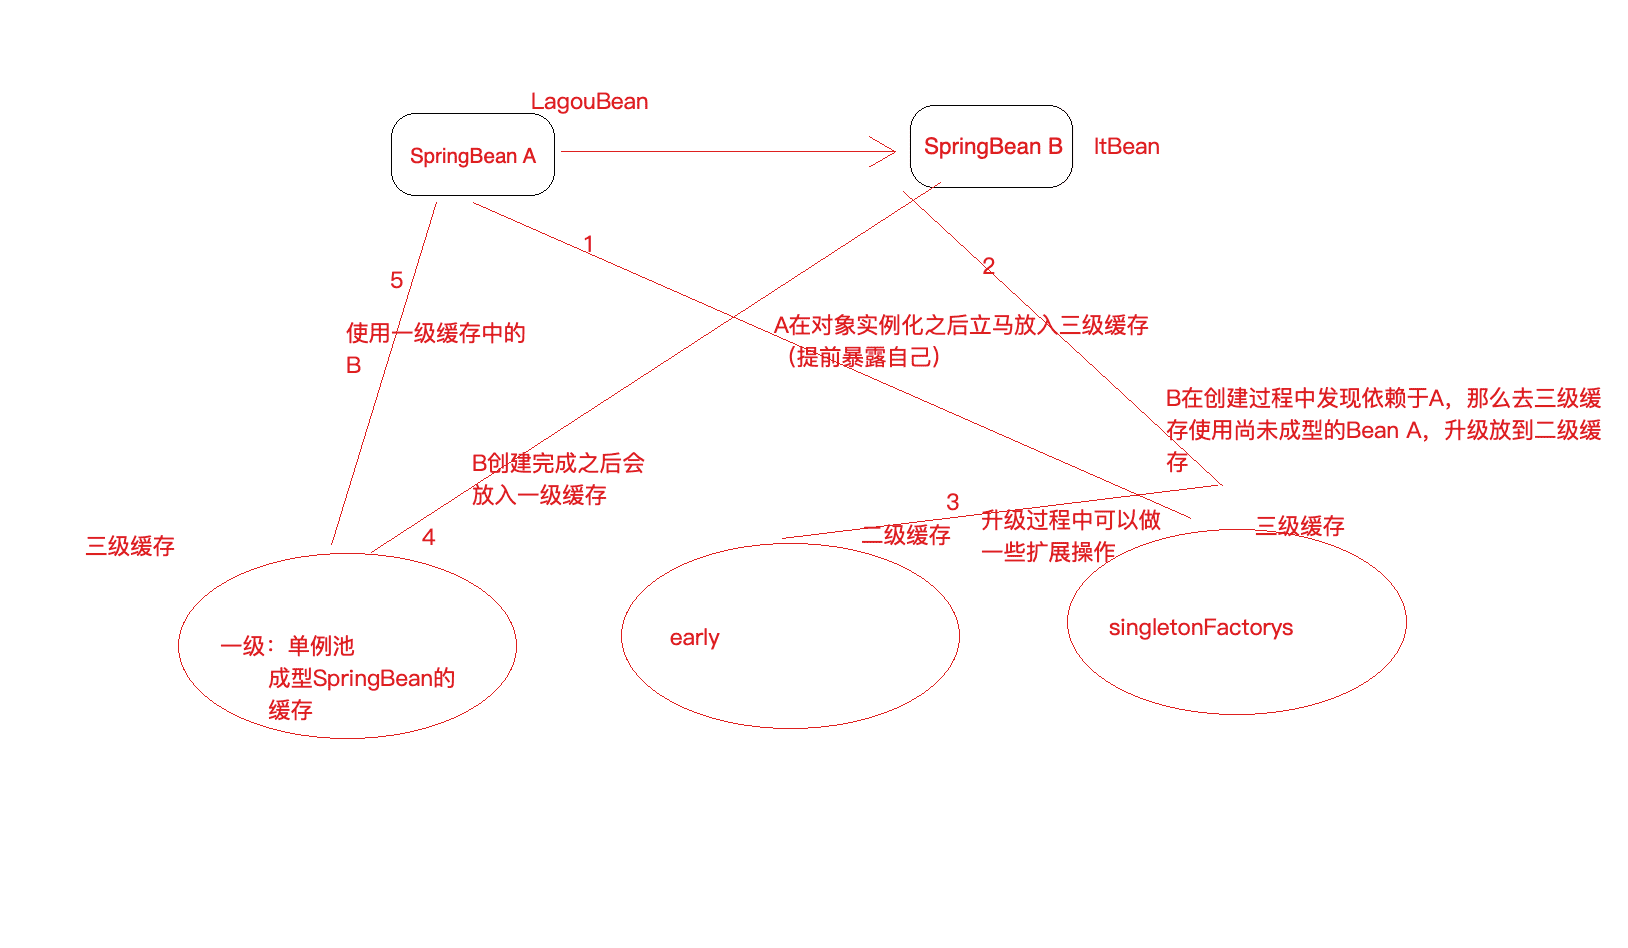 LagouBean
SpringBean A
SpringBean B
ItBean
1
2
5
使用一级缓存中的
B
A在对象实例化之后立马放入三级缓存
（提前暴露自己）
B在创建过程中发现依赖于A，那么去三级缓
存使用尚未成型的Bean A，升级放到二级缓
存
B创建完成之后会
放入一级缓存
3
升级过程中可以做
一些扩展操作
4
三级缓存
二级缓存
三级缓存
一级：单例池
成型SpringBean的
缓存
early
singletonFactorys